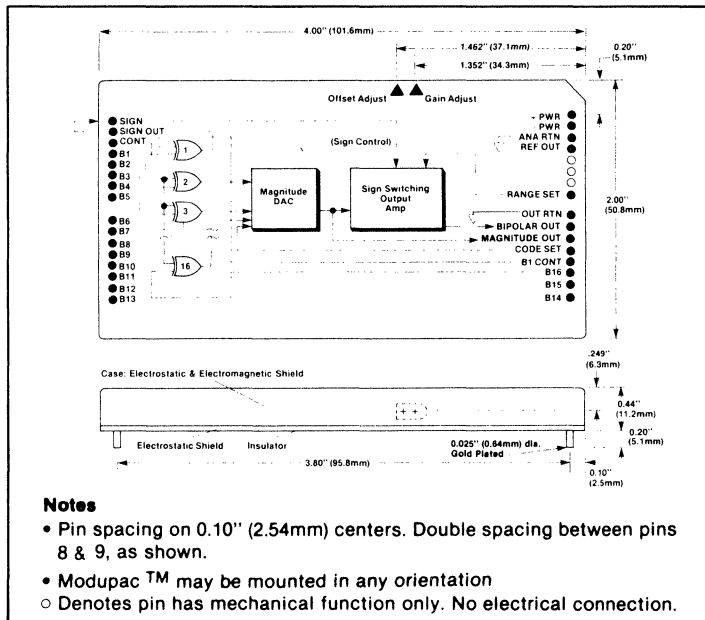 4.00" (101.6mm)
1.462" (37.1mm)
0.20"
(5.1mm)
1.352" (34.3mm)
Offset Adjust Gain Adjust
SIGN
SIGN OUT
CONT
B1
B2
B3
B4
B5
B6
B7
B8
B9
B10
B11
B12
B13
1
2
3
16
Magnitude
DAC
(Sign Control)
Sign Switching
Output
Amp
PWR
PWR
ANA RTN
REF OUT
RANGE SET
OUT RTN
BIPOLAR OUT
MAGNITUDE OUT
CODE SET
B1 CONT
B16
B15
B14
2.00"
(50.8mm)
.249"
(6.3mm)
Case: Electrostatic & Electromagnetic Shield
0.44"
(11.2mm)
Electrostatic Shield Insulator
0.025" (0.64mm) dia.
Gold Plated
0.20"
(5.1mm)
3.80" (95.8mm)
0.10"
(2.5mm)
Notes
• Pin spacing on 0.10" (2.54mm) centers. Double spacing between pins
8 & 9, as shown.
• Modupac TM may be mounted in any orientation
○ Denotes pin has mechanical function only. No electrical connection.